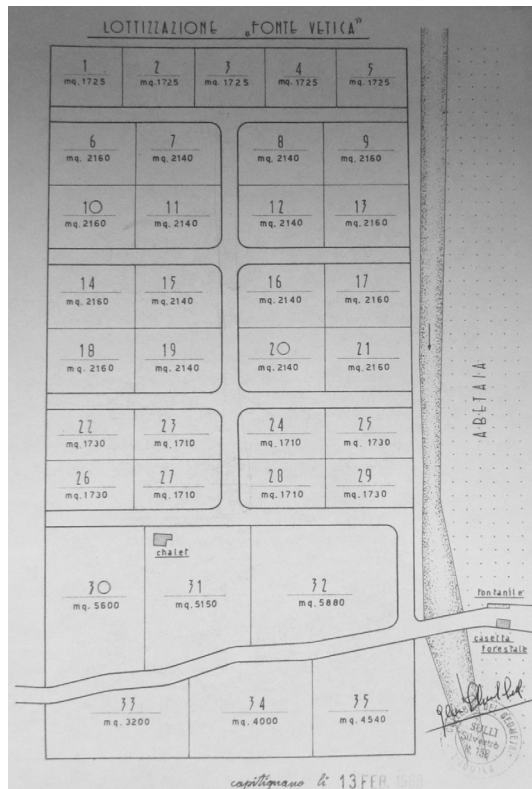 LOTTIZZAZIONE „FONTE VETICA”
1 2 3 4 5
mq.1725 mq.1725 mq.1725 mq.1725 mq.1725
6 7 8 9
mq. 2160 mq. 2140 mq. 2140 mq. 2160
10 11 12 13
mq. 2160 mq. 2140 mq. 2140 mq. 2160
14 15 16 17
mq. 2160 mq. 2140 mq. 2140 mq. 2160
18 19 20 21
mq. 2160 mq. 2140 mq. 2140 mq. 2160
ABETAIA
22 23 24 25
mq. 1730 mq. 1710 mq. 1710 mq. 1730
26 27 28 29
mq. 1730 mq. 1710 mq. 1710 mq. 1730
chalet
30 31 32
mq. 5600 mq. 5150 mq. 5880
fontanile
casetta
forestale
33 34 35
mq. 3200 mq. 4000 mq. 4540
SULLI
Silvestro
N. 158
capitignano lì 13 FEB.